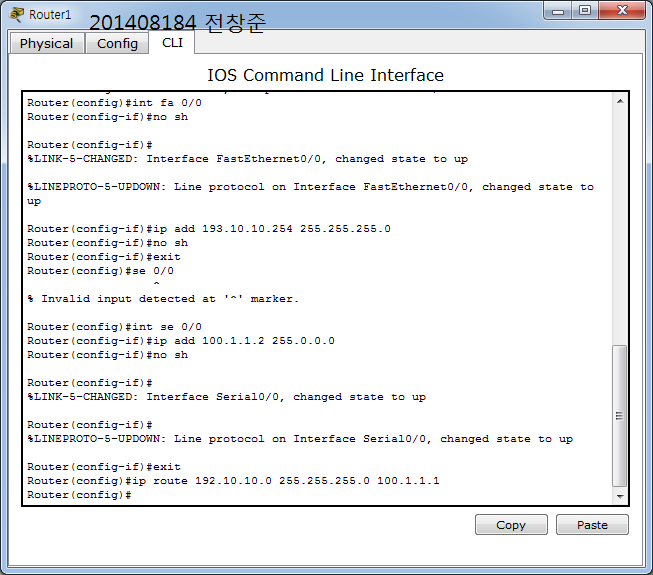 Router1
201408184 전창준
Physical Config CLI
IOS Command Line Interface
Router(config)#int fa 0/0
Router(config-if)#no sh
Router(config-if)#
%LINK-5-CHANGED: Interface FastEthernet0/0, changed state to up
%LINEPROTO-5-UPDOWN: Line protocol on Interface FastEthernet0/0, changed state to
up
Router(config-if)#ip add 193.10.10.254 255.255.255.0
Router(config-if)#no sh
Router(config-if)#exit
Router(config)#se 0/0
^
% Invalid input detected at '^' marker.
Router(config)#int se 0/0
Router(config-if)#ip add 100.1.1.2 255.0.0.0
Router(config-if)#no sh
Router(config-if)#
%LINK-5-CHANGED: Interface Serial0/0, changed state to up
Router(config-if)#
%LINEPROTO-5-UPDOWN: Line protocol on Interface Serial0/0, changed state to up
Router(config-if)#exit
Router(config)#ip route 192.10.10.0 255.255.255.0 100.1.1.1
Router(config)#
Copy Paste